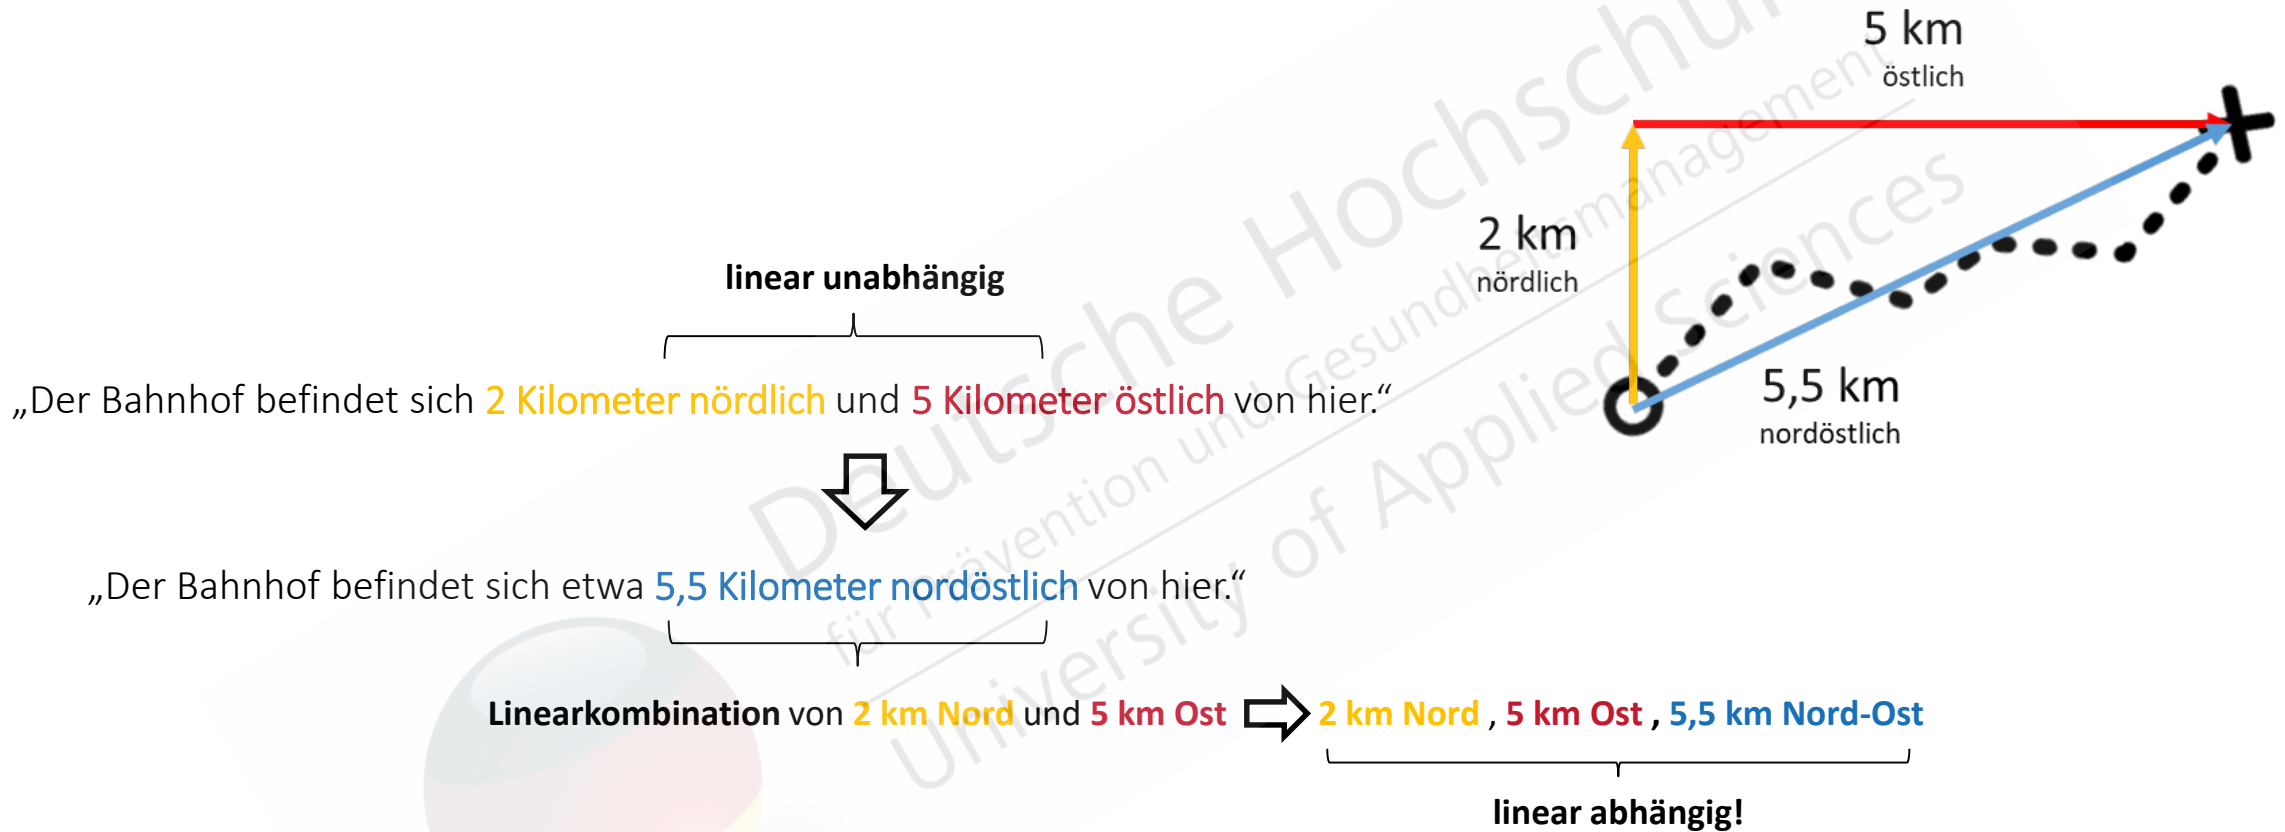 5 km
östlich
2 km
nördlich
linear unabhängig
„Der Bahnhof befindet sich 2 Kilometer nördlich und 5 Kilometer östlich von hier.“
5,5 km
nordöstlich
„Der Bahnhof befindet sich etwa 5,5 Kilometer nordöstlich von hier.“
Linearkombination von 2 km Nord und 5 km Ost 2 km Nord , 5 km Ost , 5,5 km Nord-Ost
linear abhängig!
Deutsche Hochschul
für Prävention und Gesundheitsmanagement
University of Applied Sciences